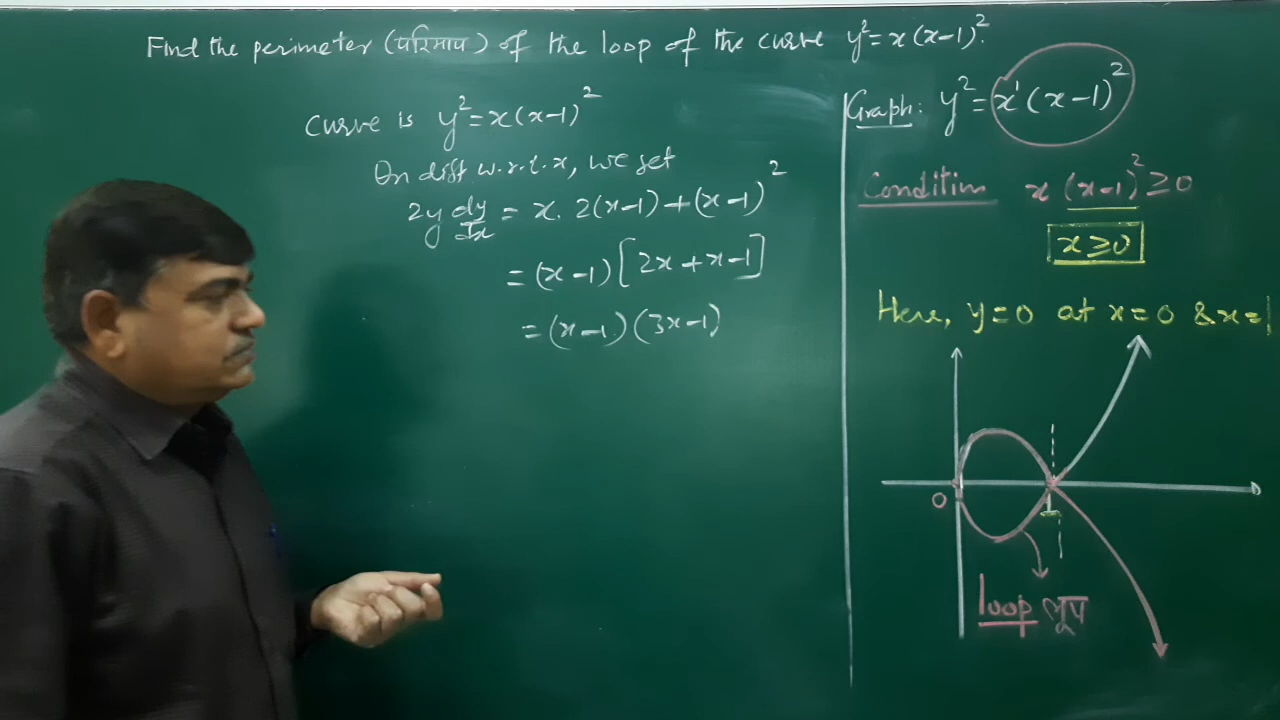 Find the perimeter (परिमाप) of the loop of the curve y²=x(x-1)².
Curve is y²=x(x-1)²
On diff w.r.t.x, we get
2y dy/dx = x. 2(x-1)+(x-1)²
=(x-1)[2x+x-1]
=(x-1)(3x-1)
Graph: y²=x¹(x-1)²
Condition x(x-1)²≥0
x≥0
Here, y=0 at x=0 & x=1
0
1
loop लूप